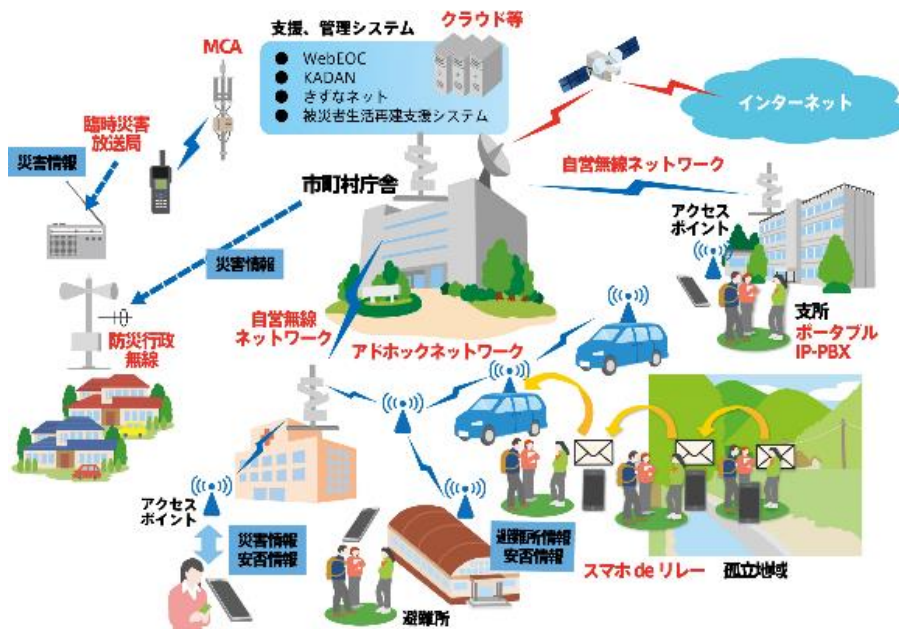 支援、管理システム
クラウド等
MCA
● WebEOC
● KADAN
● きずなネット
● 被災者生活再建支援システム
インターネット
臨時災害
放送局
災害情報
市町村庁舎
自営無線ネットワーク
アクセス
ポイント
災害情報
防災行政
無線
自営無線
ネットワーク
アドホックネットワーク
支所
ポータブル
IP-PBX
アクセス
ポイント
災害情報
安否情報
避難所情報
安否情報
スマホ de リレー
孤立地域
避難所